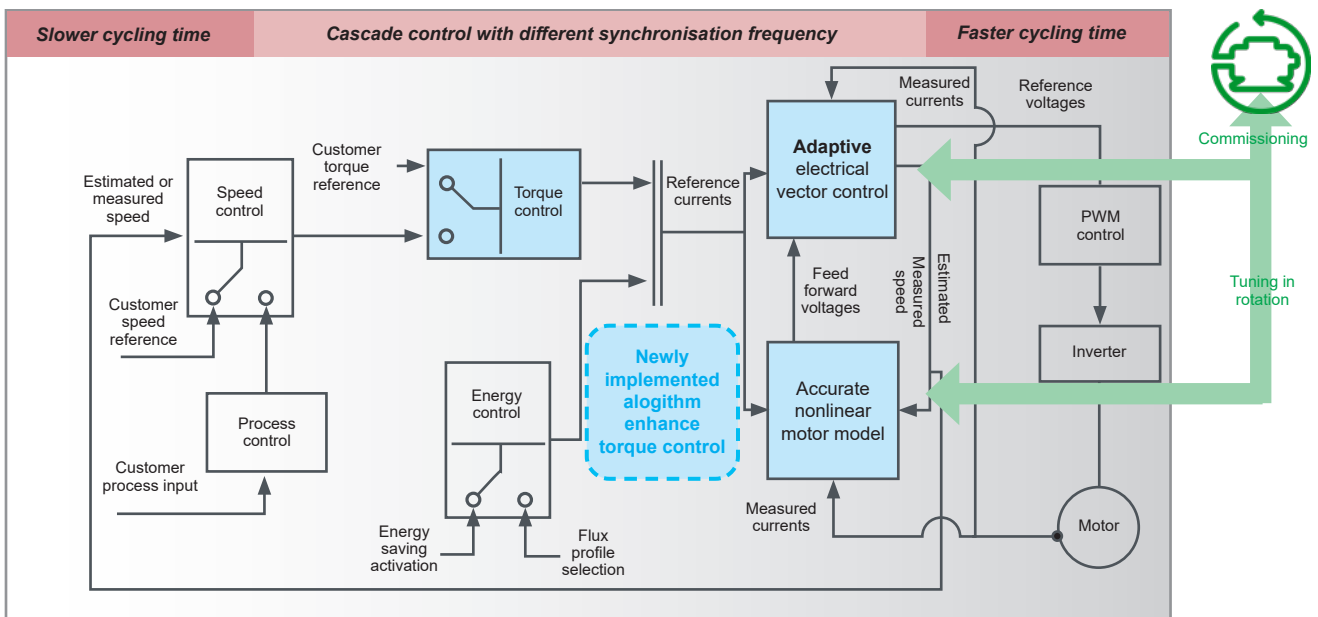 Slower cycling time
Cascade control with different synchronisation frequency
Faster cycling time
Commissioning
Tuning in
rotation
Measured
currents
Reference
voltages
Customer
torque
reference
Estimated or
measured
speed
Speed
control
Torque
control
Reference
currents
Adaptive
electrical
vector control
PWM
control
Feed
forward
voltages
Measured
speed
Estimated
Customer
speed
reference
Inverter
Newly
implemented
alogithm
enhance
torque control
Accurate
nonlinear
motor model
Energy
control
Process
control
Customer
process input
Measured
currents
Motor
Energy
saving
activation
Flux
profile
selection